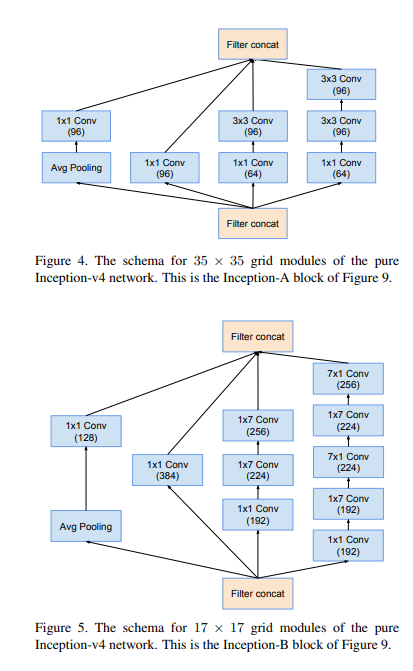 Filter concat
3x3 Conv
(96)
1x1 Conv
(96)
3x3 Conv
(96)
3x3 Conv
(96)
Avg Pooling
1x1 Conv
(96)
1x1 Conv
(64)
1x1 Conv
(64)
Filter concat
Figure 4. The schema for 35 × 35 grid modules of the pure
Inception-v4 network. This is the Inception-A block of Figure 9.
Filter concat
7x1 Conv
(256)
1x7 Conv
(224)
1x1 Conv
(128)
1x7 Conv
(256)
7x1 Conv
(224)
1x1 Conv
(384)
1x7 Conv
(224)
1x7 Conv
(192)
1x1 Conv
(192)
Avg Pooling
1x1 Conv
(192)
Filter concat
Figure 5. The schema for 17 × 17 grid modules of the pure
Inception-v4 network. This is the Inception-B block of Figure 9.